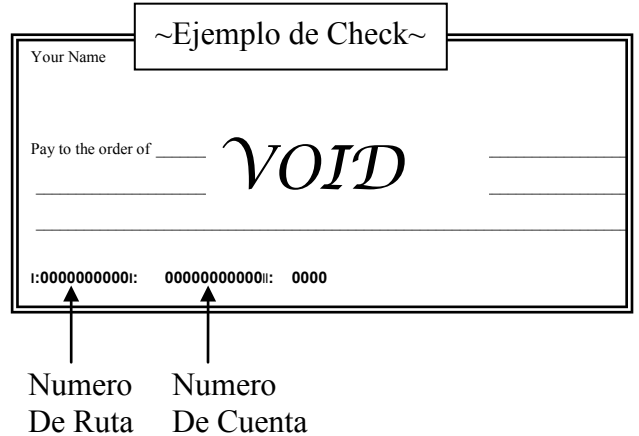 ~Ejemplo de Check~
Your Name
Pay to the order of ______ VOID
I:0000000000I: 00000000000II: 0000
Numero Numero
De Ruta De Cuenta